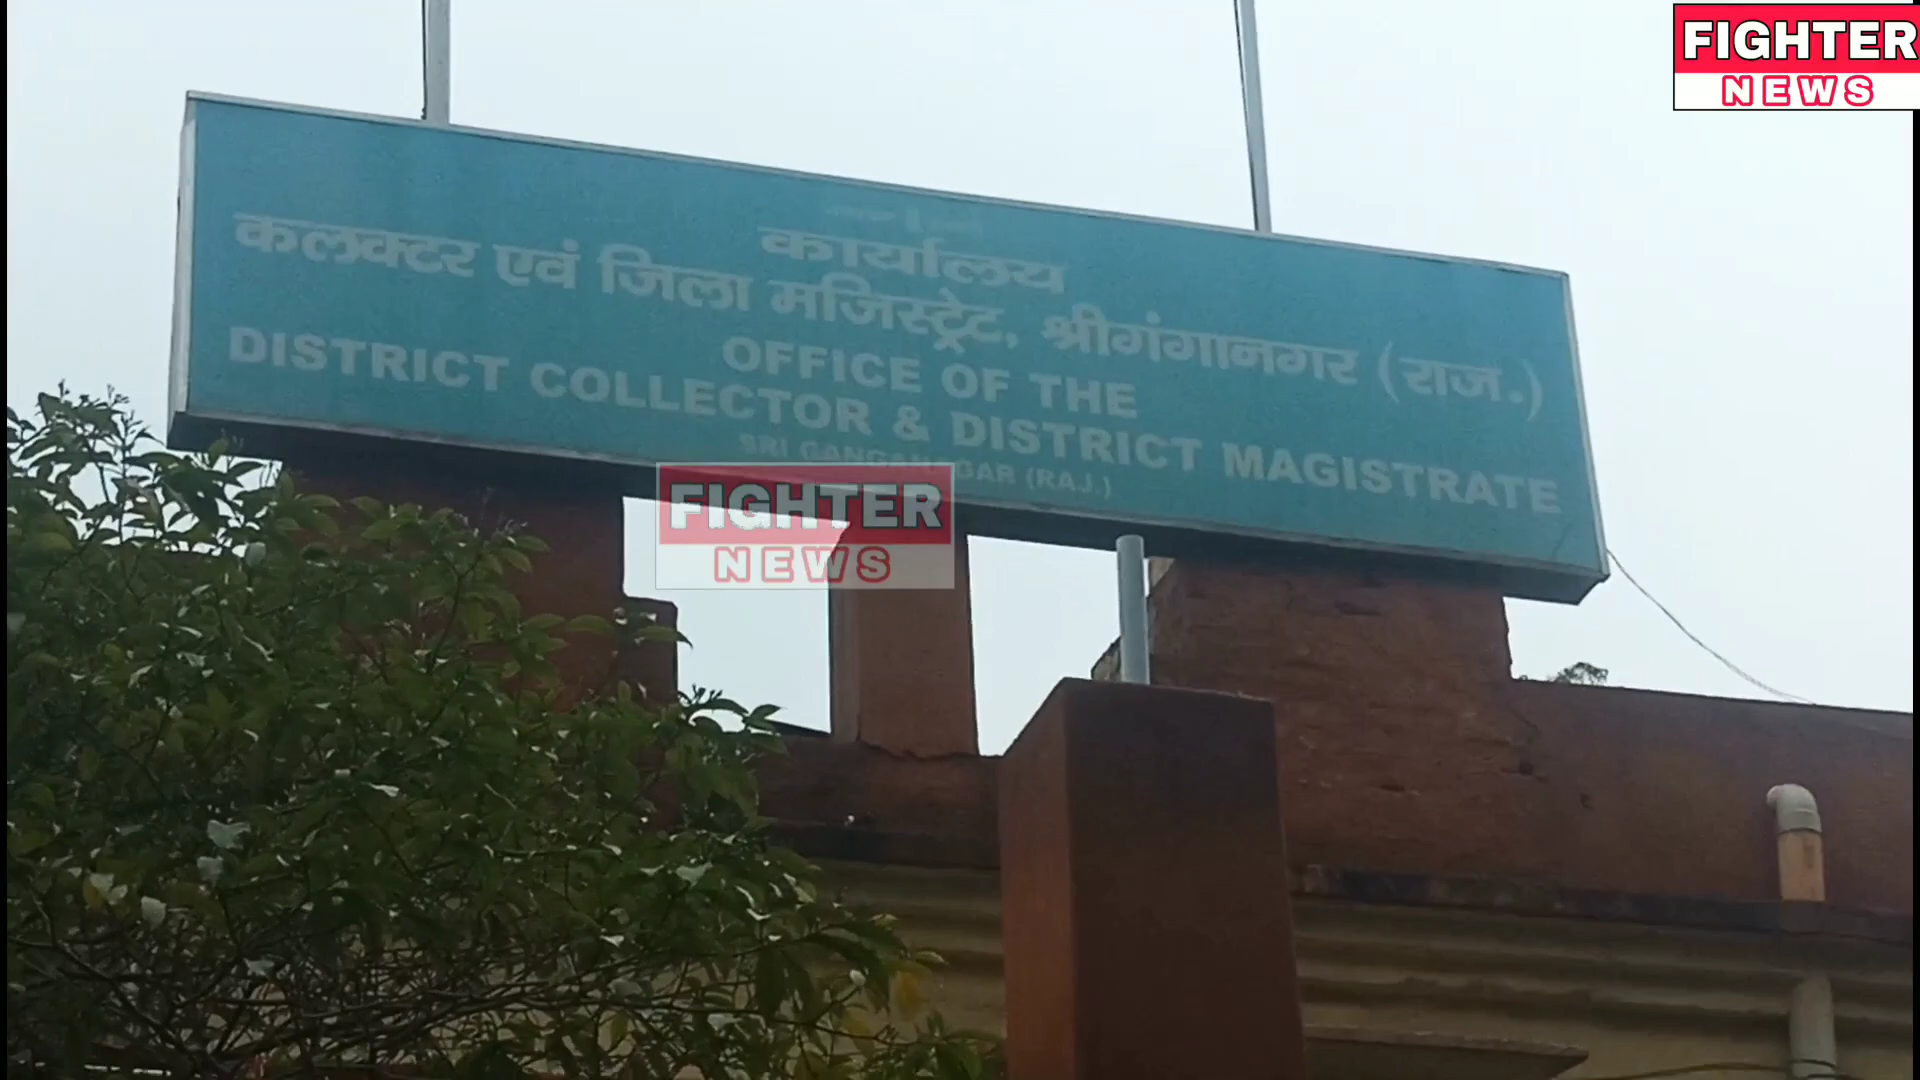 FIGHTER
NEWS
कार्यालय
कलक्टर एवं जिला मजिस्ट्रेट, श्रीगंगानगर (राज.)
OFFICE OF THE
DISTRICT COLLECTOR & DISTRICT MAGISTRATE
SRI GANGANAGAR (RAJ.)
FIGHTER
NEWS